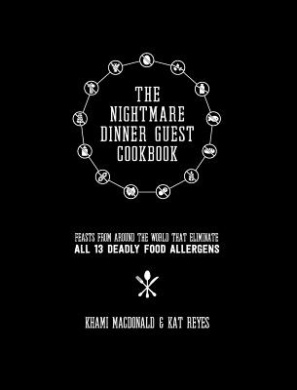 THE
NIGHTMARE
DINNER GUEST
COOKBOOK
FEASTS FROM AROUND THE WORLD THAT ELIMINATE
ALL 13 DEADLY FOOD ALLERGENS
KHAMI MACDONALD & KAT REYES